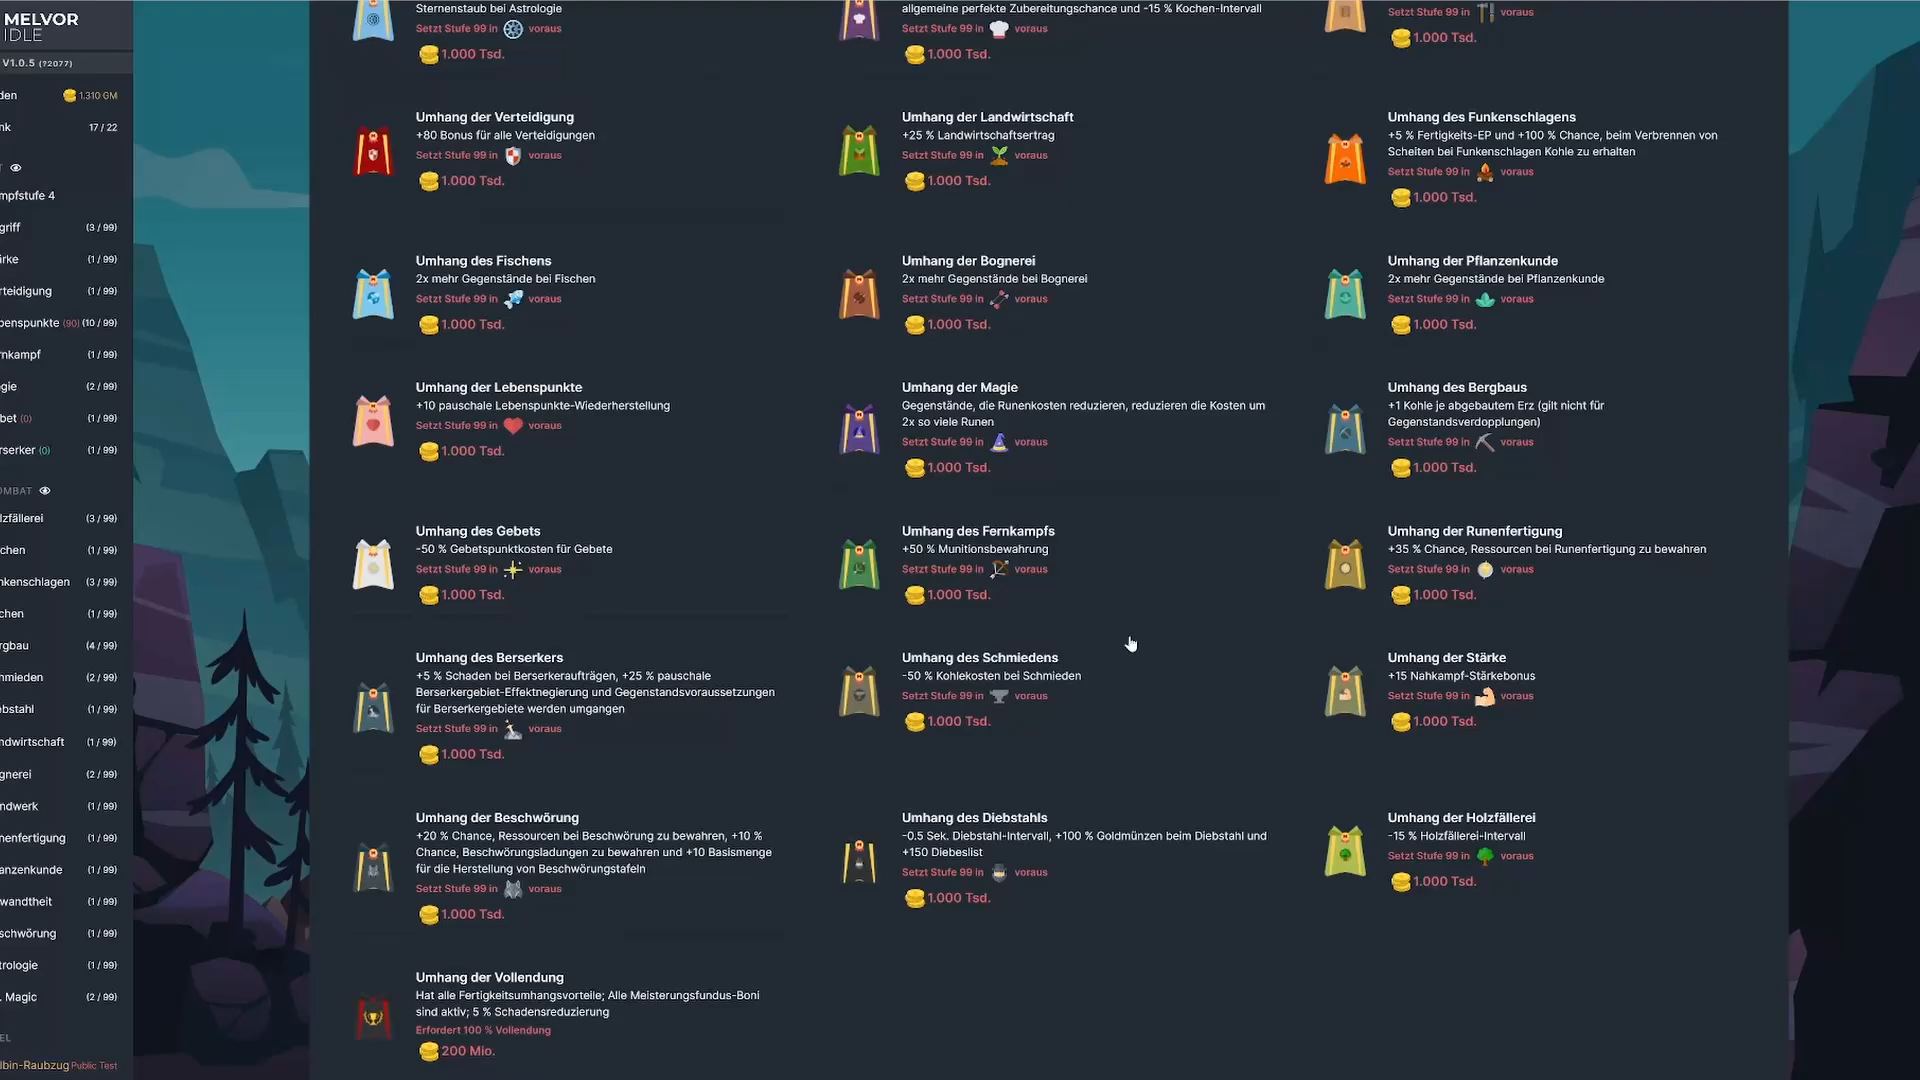 MELVOR
IDLE
V1.0.5 (?2077)
den
1.310 GM
nk
17 / 22
T
mpfstufe 4
griff
(3 / 99)
rke
(1 / 99)
rteidigung
(1 / 99)
benspunkte (90)
(10 / 99)
rnkampf
(1 / 99)
gie
(2 / 99)
bet (0)
(1 / 99)
rserker (0)
(1 / 99)
OMBAT
lzfällerei
(3 / 99)
chen
(1 / 99)
nkenschlagen
(3 / 99)
chen
(1 / 99)
rgbau
(4 / 99)
hmieden
(2 / 99)
ebstahl
(1 / 99)
ndwirtschaft
(1 / 99)
gnerei
(2 / 99)
ndwerk
(1 / 99)
nenfertigung
(1 / 99)
anzenkunde
(1 / 99)
wandtheit
(1 / 99)
schwörung
(1 / 99)
trologie
(1 / 99)
. Magic
(2 / 99)
EL
lbin-Raubzug
Public Test
Sternenstaub bei Astrologie
Setzt Stufe 99 in voraus
1.000 Tsd.
allgemeine perfekte Zubereitungschance und -15 % Kochen-Intervall
Setzt Stufe 99 in voraus
1.000 Tsd.
Setzt Stufe 99 in voraus
1.000 Tsd.
Umhang der Verteidigung
+80 Bonus für alle Verteidigungen
Setzt Stufe 99 in voraus
1.000 Tsd.
Umhang der Landwirtschaft
+25 % Landwirtschaftsertrag
Setzt Stufe 99 in voraus
1.000 Tsd.
Umhang des Funkenschlagens
+5 % Fertigkeits-EP und +100 % Chance, beim Verbrennen von
Scheiten bei Funkenschlagen Kohle zu erhalten
Setzt Stufe 99 in voraus
1.000 Tsd.
Umhang des Fischens
2x mehr Gegenstände bei Fischen
Setzt Stufe 99 in voraus
1.000 Tsd.
Umhang der Bognerei
2x mehr Gegenstände bei Bognerei
Setzt Stufe 99 in voraus
1.000 Tsd.
Umhang der Pflanzenkunde
2x mehr Gegenstände bei Pflanzenkunde
Setzt Stufe 99 in voraus
1.000 Tsd.
Umhang der Lebenspunkte
+10 pauschale Lebenspunkte-Wiederherstellung
Setzt Stufe 99 in voraus
1.000 Tsd.
Umhang der Magie
Gegenstände, die Runenkosten reduzieren, reduzieren die Kosten um
2x so viele Runen
Setzt Stufe 99 in voraus
1.000 Tsd.
Umhang des Bergbaus
+1 Kohle je abgebautem Erz (gilt nicht für
Gegenstandsverdopplungen)
Setzt Stufe 99 in voraus
1.000 Tsd.
Umhang des Gebets
-50 % Gebetspunktkosten für Gebete
Setzt Stufe 99 in voraus
1.000 Tsd.
Umhang des Fernkampfs
+50 % Munitionsbewahrung
Setzt Stufe 99 in voraus
1.000 Tsd.
Umhang der Runenfertigung
+35 % Chance, Ressourcen bei Runenfertigung zu bewahren
Setzt Stufe 99 in voraus
1.000 Tsd.
Umhang des Berserkers
+5 % Schaden bei Berserkeraufträgen, +25 % pauschale
Berserkergebiet-Effektnegierung und Gegenstandsvoraussetzungen
für Berserkergebiete werden umgangen
Setzt Stufe 99 in voraus
1.000 Tsd.
Umhang des Schmiedens
-50 % Kohlekosten bei Schmieden
Setzt Stufe 99 in voraus
1.000 Tsd.
Umhang der Stärke
+15 Nahkampf-Stärkebonus
Setzt Stufe 99 in voraus
1.000 Tsd.
Umhang der Beschwörung
+20 % Chance, Ressourcen bei Beschwörung zu bewahren, +10 %
Chance, Beschwörungsladungen zu bewahren und +10 Basismenge
für die Herstellung von Beschwörungstafeln
Setzt Stufe 99 in voraus
1.000 Tsd.
Umhang des Diebstahls
-0.5 Sek. Diebstahl-Intervall, +100 % Goldmünzen beim Diebstahl und
+150 Diebeslist
Setzt Stufe 99 in voraus
1.000 Tsd.
Umhang der Holzfällerei
-15 % Holzfällerei-Intervall
Setzt Stufe 99 in voraus
1.000 Tsd.
Umhang der Vollendung
Hat alle Fertigkeitsumhangsvorteile; Alle Meisterungsfundus-Boni
sind aktiv; 5 % Schadensreduzierung
Erfordert 100 % Vollendung
200 Mio.